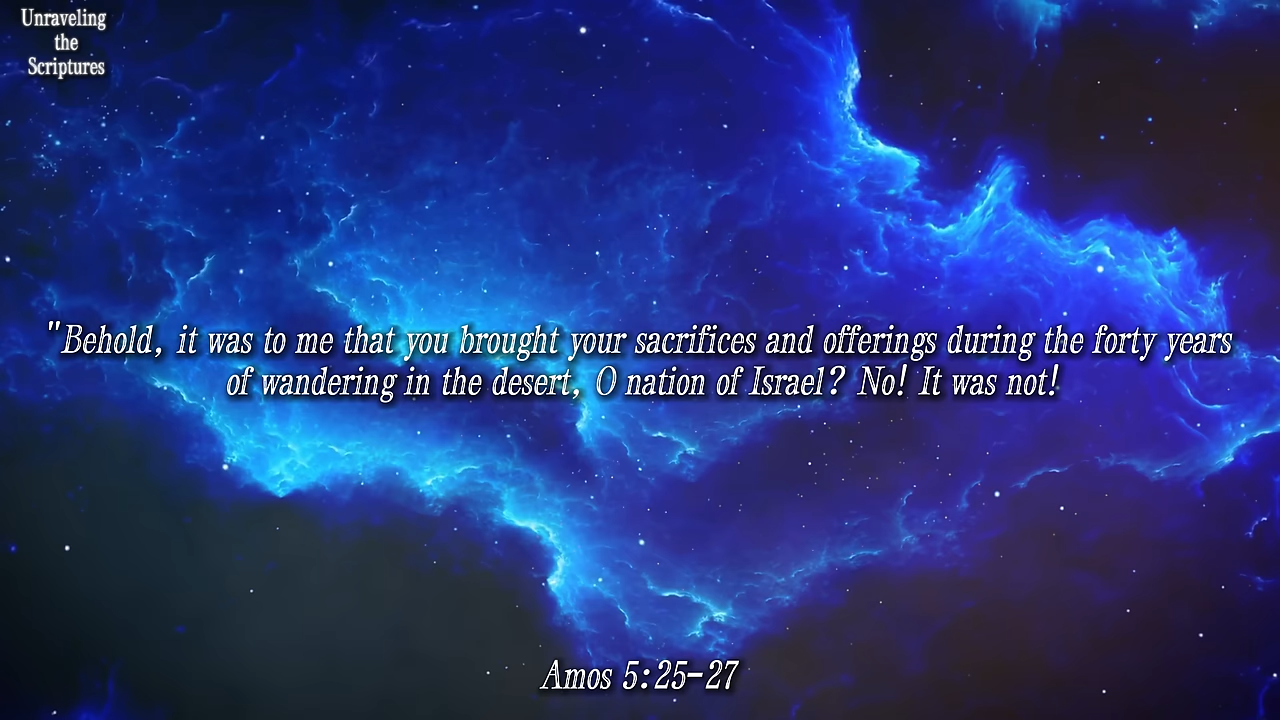 Unraveling
the
Scriptures
"Behold, it was to me that you brought your sacrifices and offerings during the forty years
of wandering in the desert, O nation of Israel? No! It was not!
Amos 5:25-27